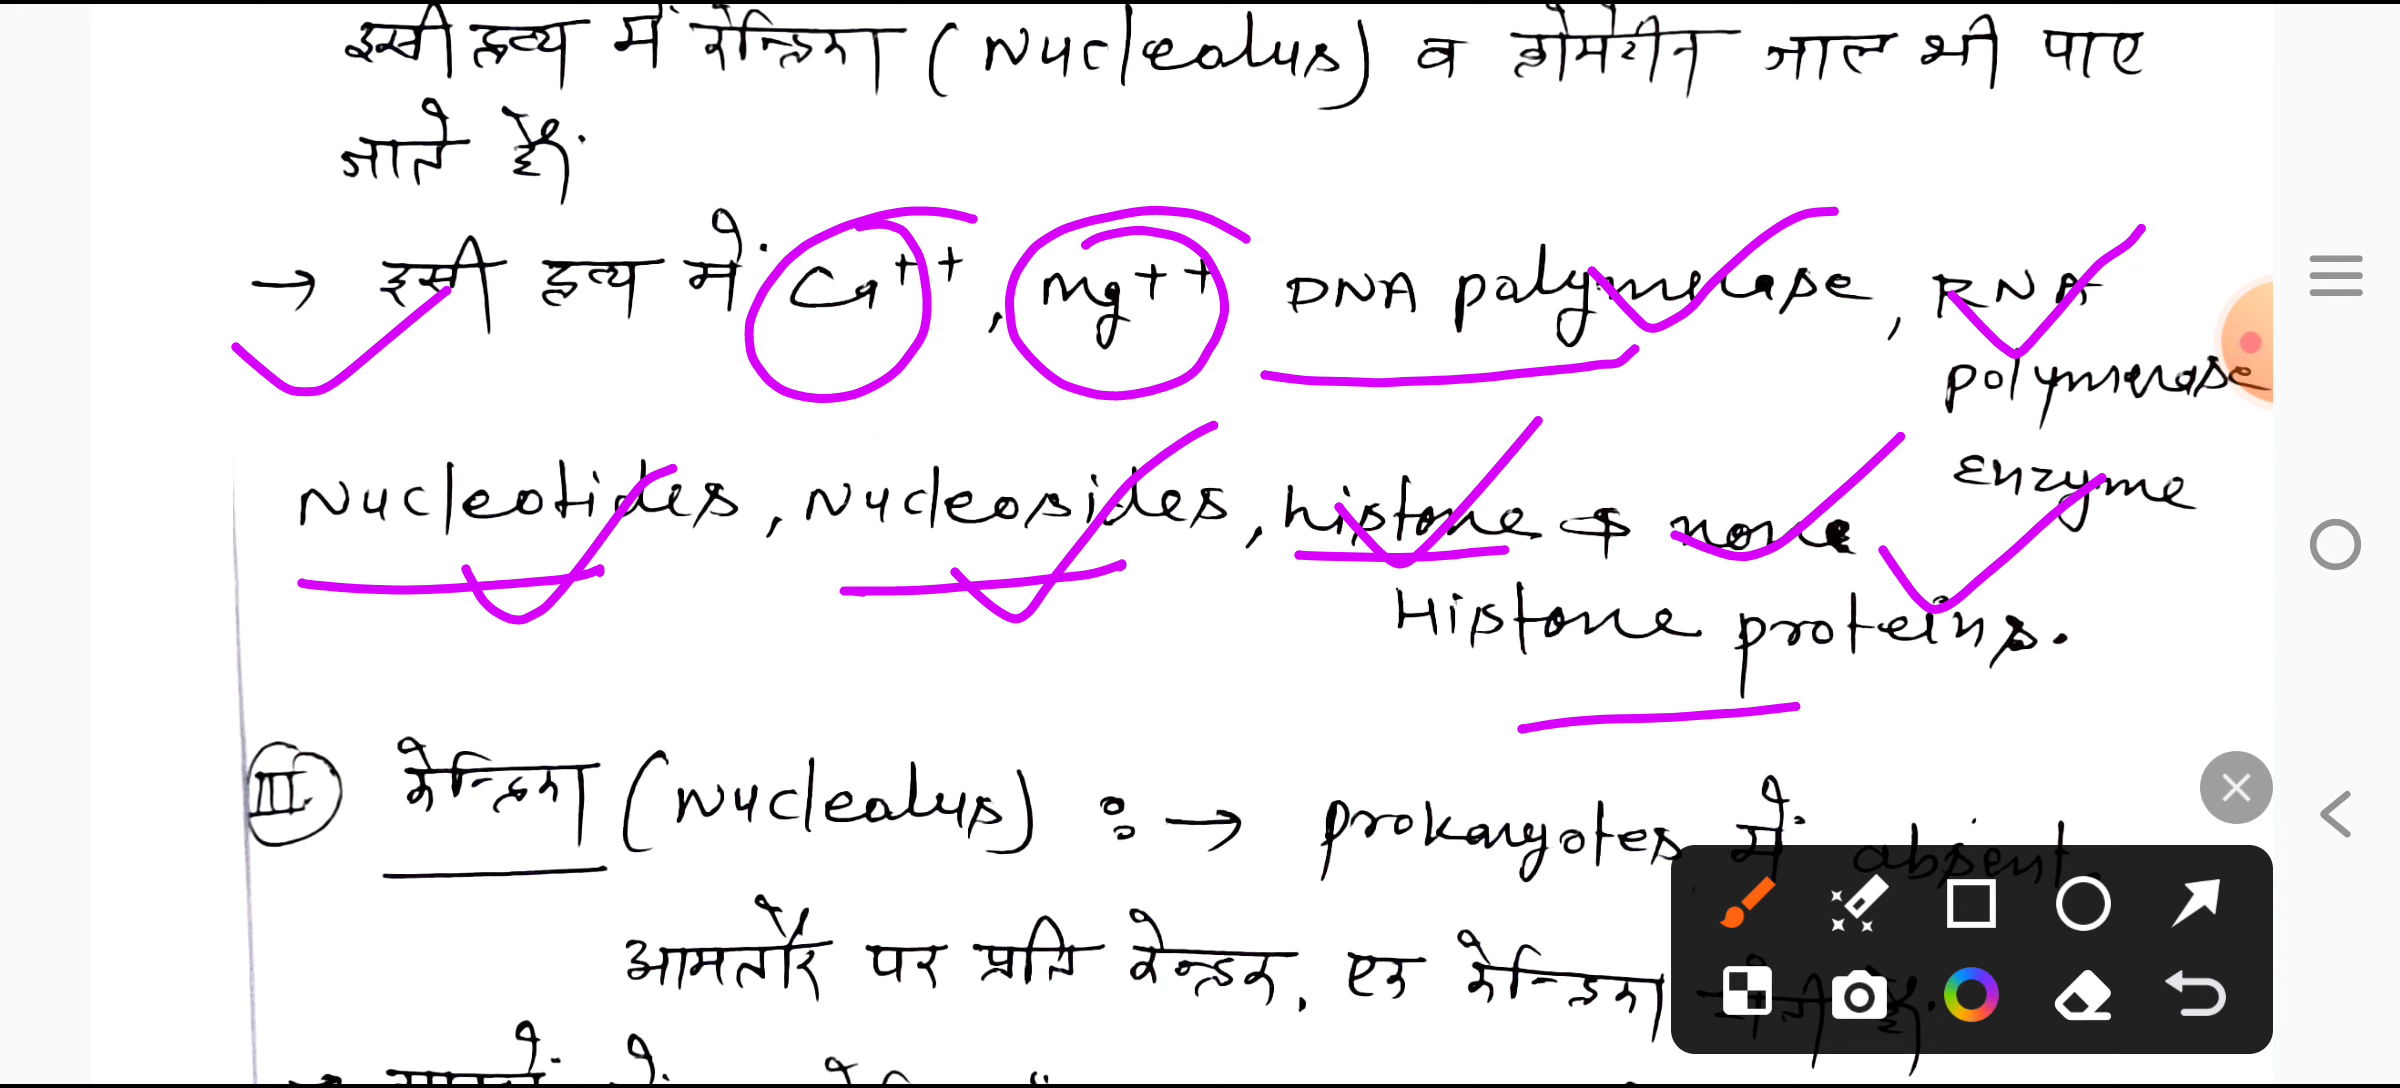 इसी द्रव्य में केन्द्रिका (Nucleolus) व क्रोमेटीन जाल भी पाए
जाते हैं.
→ इसी द्रव्य में Ca++, Mg++ DNA polymerase, RNA
polymerase
Enzyme
Nucleotides, Nucleosides, histone & none
Histone proteins.
III केन्द्रिका (Nucleolus) : → prokaryotes में absent
आमतौर पर प्रति केन्द्रक, एक केन्द्रिका